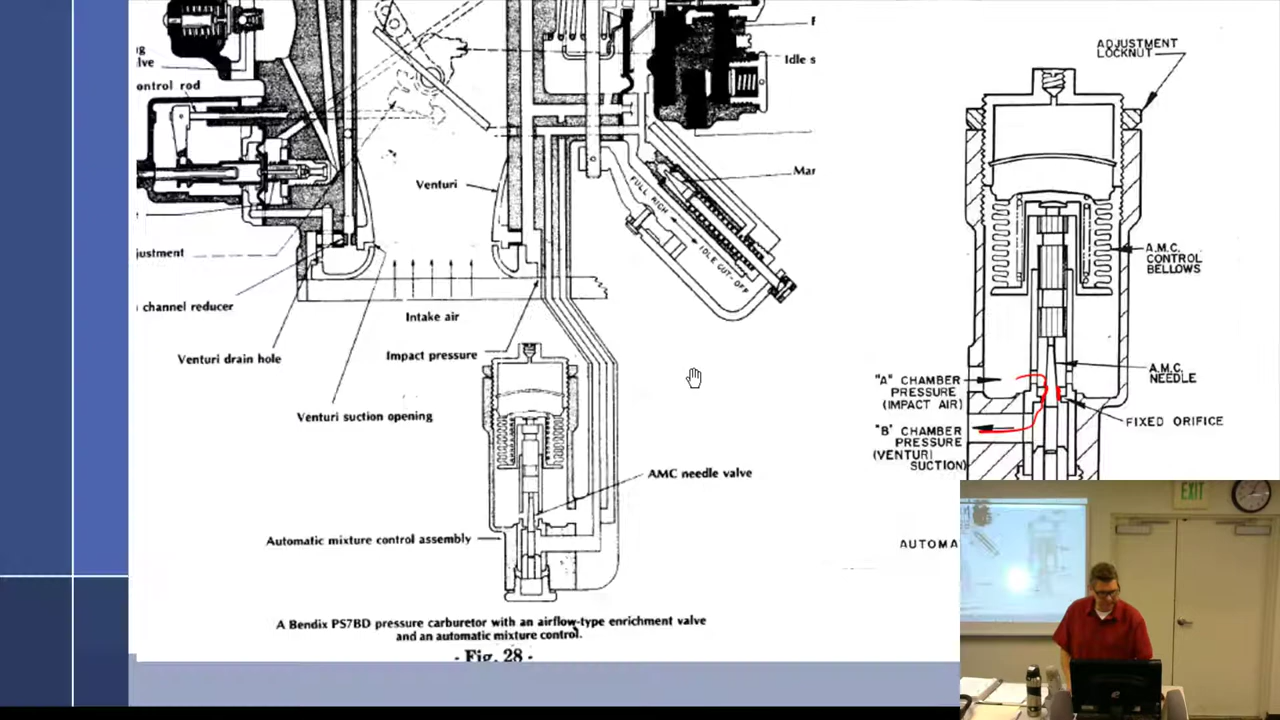 ontrol rod
Idle s
Venturi
Mar
FULL RICH
IDLE CUT-OFF
justment
channel reducer
Intake air
Venturi drain hole
Impact pressure
Venturi suction opening
AMC needle valve
Automatic mixture control assembly
A Bendix PS7BD pressure carburetor with an airflow-type enrichment valve
and an automatic mixture control.
- Fig. 28 -
ADJUSTMENT
LOCKNUT
A.M.C.
CONTROL
BELLOWS
A.M.C.
NEEDLE
"A" CHAMBER
PRESSURE
(IMPACT AIR)
FIXED ORIFICE
"B" CHAMBER
PRESSURE
(VENTURI
SUCTION)
AUTOMA
EXIT